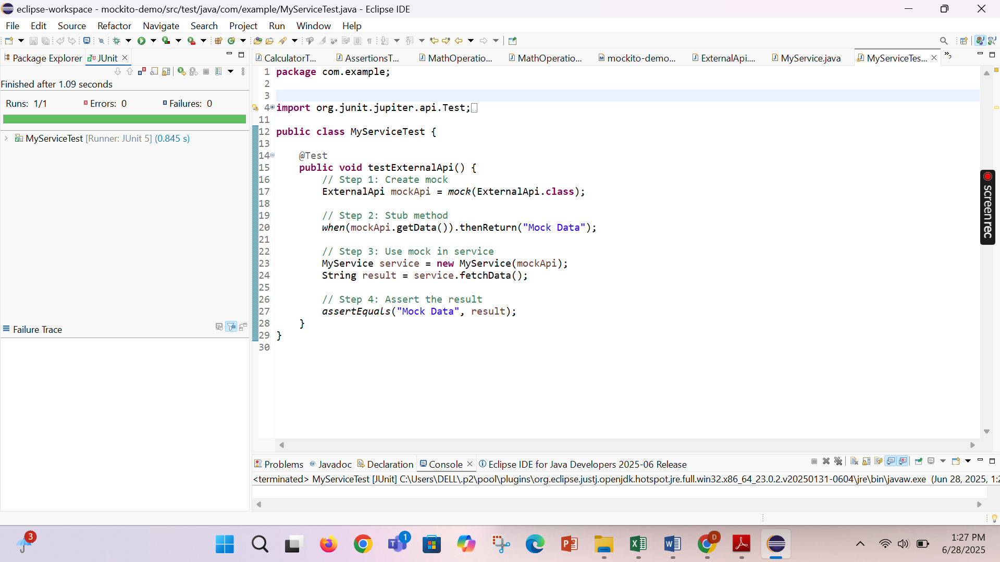 eclipse-workspace - mockito-demo/src/test/java/com/example/MyServiceTest.java - Eclipse IDE
File Edit Source Refactor Navigate Search Project Run Window Help
Package Explorer JUnit
Finished after 1.09 seconds
Runs: 1/1 Errors: 0 Failures: 0
MyServiceTest [Runner: JUnit 5] (0.845 s)
Failure Trace
CalculatorT... AssertionsT... MathOperatio... MathOperatio... mockito-demo... ExternalApi.... MyService.java MyServiceTes...
1 package com.example;
2
3
4 import org.junit.jupiter.api.Test;
11
12 public class MyServiceTest {
13
14 @Test
15 public void testExternalApi() {
16 // Step 1: Create mock
17 ExternalApi mockApi = mock(ExternalApi.class);
18
19 // Step 2: Stub method
20 when(mockApi.getData()).thenReturn("Mock Data");
21
22 // Step 3: Use mock in service
23 MyService service = new MyService(mockApi);
24 String result = service.fetchData();
25
26 // Step 4: Assert the result
27 assertEquals("Mock Data", result);
28 }
29 }
30
screenrec
Problems @ Javadoc Declaration Console Eclipse IDE for Java Developers 2025-06 Release
<terminated> MyServiceTest [JUnit] C:\Users\DELL\.p2\pool\plugins\org.eclipse.justj.openjdk.hotspot.jre.full.win32.x86_64_23.0.2.v20250131-0604\jre\bin\javaw.exe (Jun 28, 2025, 1:2
3
1
D
1:27 PM
6/28/2025